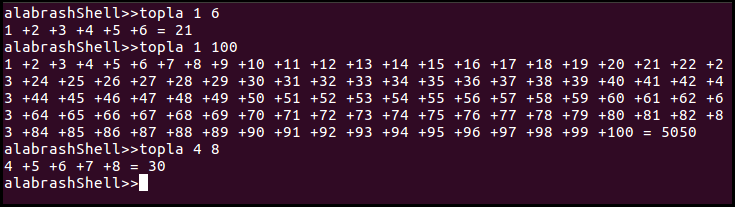 alabrashShell>>topla 1 6
1 +2 +3 +4 +5 +6 = 21
alabrashShell>>topla 1 100
1 +2 +3 +4 +5 +6 +7 +8 +9 +10 +11 +12 +13 +14 +15 +16 +17 +18 +19 +20 +21 +22 +2
3 +24 +25 +26 +27 +28 +29 +30 +31 +32 +33 +34 +35 +36 +37 +38 +39 +40 +41 +42 +4
3 +44 +45 +46 +47 +48 +49 +50 +51 +52 +53 +54 +55 +56 +57 +58 +59 +60 +61 +62 +6
3 +64 +65 +66 +67 +68 +69 +70 +71 +72 +73 +74 +75 +76 +77 +78 +79 +80 +81 +82 +8
3 +84 +85 +86 +87 +88 +89 +90 +91 +92 +93 +94 +95 +96 +97 +98 +99 +100 = 5050
alabrashShell>>topla 4 8
4 +5 +6 +7 +8 = 30
alabrashShell>>